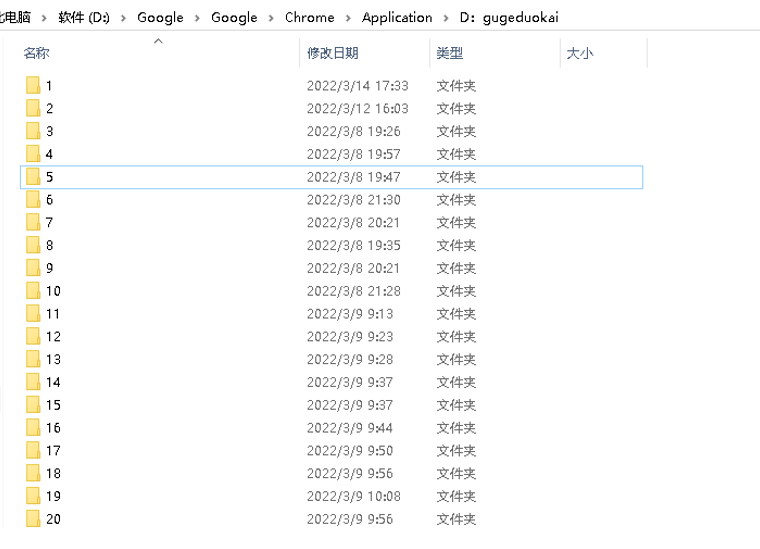 电脑 › 软件 (D:) › Google › Google › Chrome › Application › D：gugeduokai
名称 修改日期 类型 大小
1 2022/3/14 17:33 文件夹
2 2022/3/12 16:03 文件夹
3 2022/3/8 19:26 文件夹
4 2022/3/8 19:57 文件夹
5 2022/3/8 19:47 文件夹
6 2022/3/8 21:30 文件夹
7 2022/3/8 20:21 文件夹
8 2022/3/8 19:35 文件夹
9 2022/3/8 20:21 文件夹
10 2022/3/8 21:28 文件夹
11 2022/3/9 9:13 文件夹
12 2022/3/9 9:23 文件夹
13 2022/3/9 9:28 文件夹
14 2022/3/9 9:37 文件夹
15 2022/3/9 9:37 文件夹
16 2022/3/9 9:44 文件夹
17 2022/3/9 9:50 文件夹
18 2022/3/9 9:56 文件夹
19 2022/3/9 10:08 文件夹
20 2022/3/9 9:56 文件夹